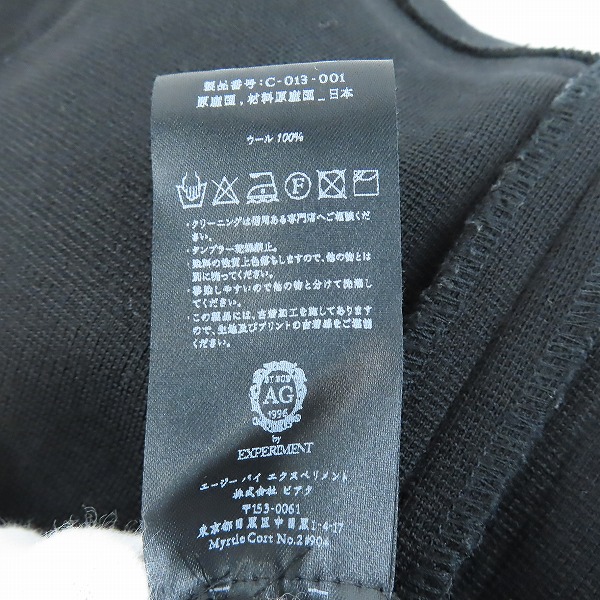 製品番号:C-013-001
原産国,材料原産国_日本
ウール 100%
F
・クリーニングは信用ある専門店へご相談くださ
い。
・タンブラー乾燥禁止。
・染料の性質上色落ちしますので、他の物とは
別に洗ってください。
・移染しやすいので他の物と分けて洗濯し
てください。
・この製品には、古着加工を施してあります
ので、生地及びプリントの古着感をご堪能
ください。
AG
1996
by
EXPERIMENT
エージー バイ エクスペリメント
株式会社 ピアタ
〒153-0061
東京都目黒区中目黒1-4-17
Myrtle Cort No.2#904